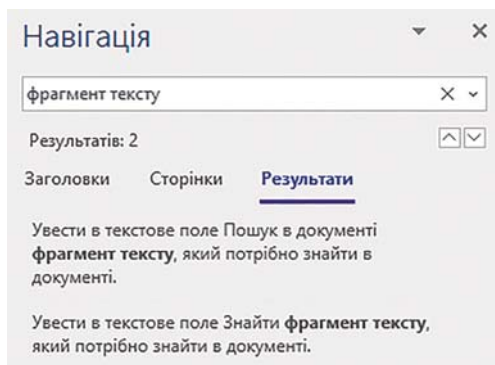 Навігація
фрагмент тексту
Результатів: 2
Заголовки Сторінки Результати
Увести в текстове поле Пошук в документі
фрагмент тексту, який потрібно знайти в
документі.
Увести в текстове поле Знайти фрагмент тексту,
який потрібно знайти в документі.